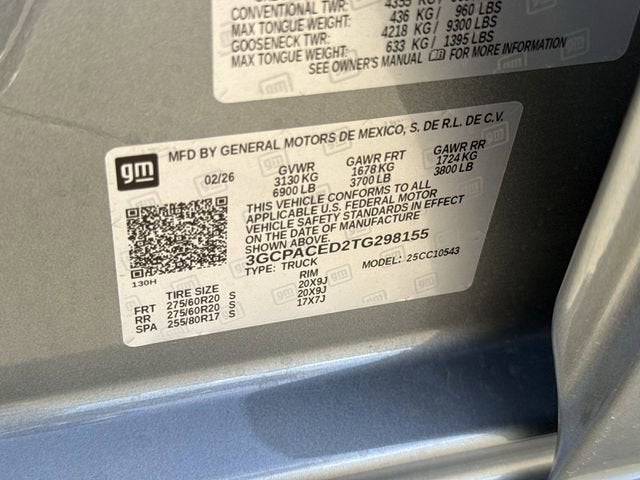 CONVENTIONAL TWR: 4355 KG /
MAX TONGUE WEIGHT: 436 KG / 960 LBS
GOOSENECK TWR: 4218 KG / 9300 LBS
MAX TONGUE WEIGHT: 633 KG / 1395 LBS
SEE OWNER'S MANUAL gm FOR MORE INFORMATION
gm MFD BY GENERAL MOTORS DE MEXICO, S. DE R.L. DE C.V.
02/26 GVWR GAWR FRT GAWR RR
3130 KG 1678 KG 1724 KG
6900 LB 3700 LB 3800 LB
THIS VEHICLE CONFORMS TO ALL
APPLICABLE U.S. FEDERAL MOTOR
VEHICLE SAFETY STANDARDS IN EFFECT
ON THE DATE OF MANUFACTURE
SHOWN ABOVE.
3GCPACED2TG298155
TYPE: TRUCK MODEL: 25CC10543
130H
TIRE SIZE RIM
FRT 275/60R20 S 20X9J
RR 275/60R20 S 20X9J
SPA 255/80R17 S 17X7J